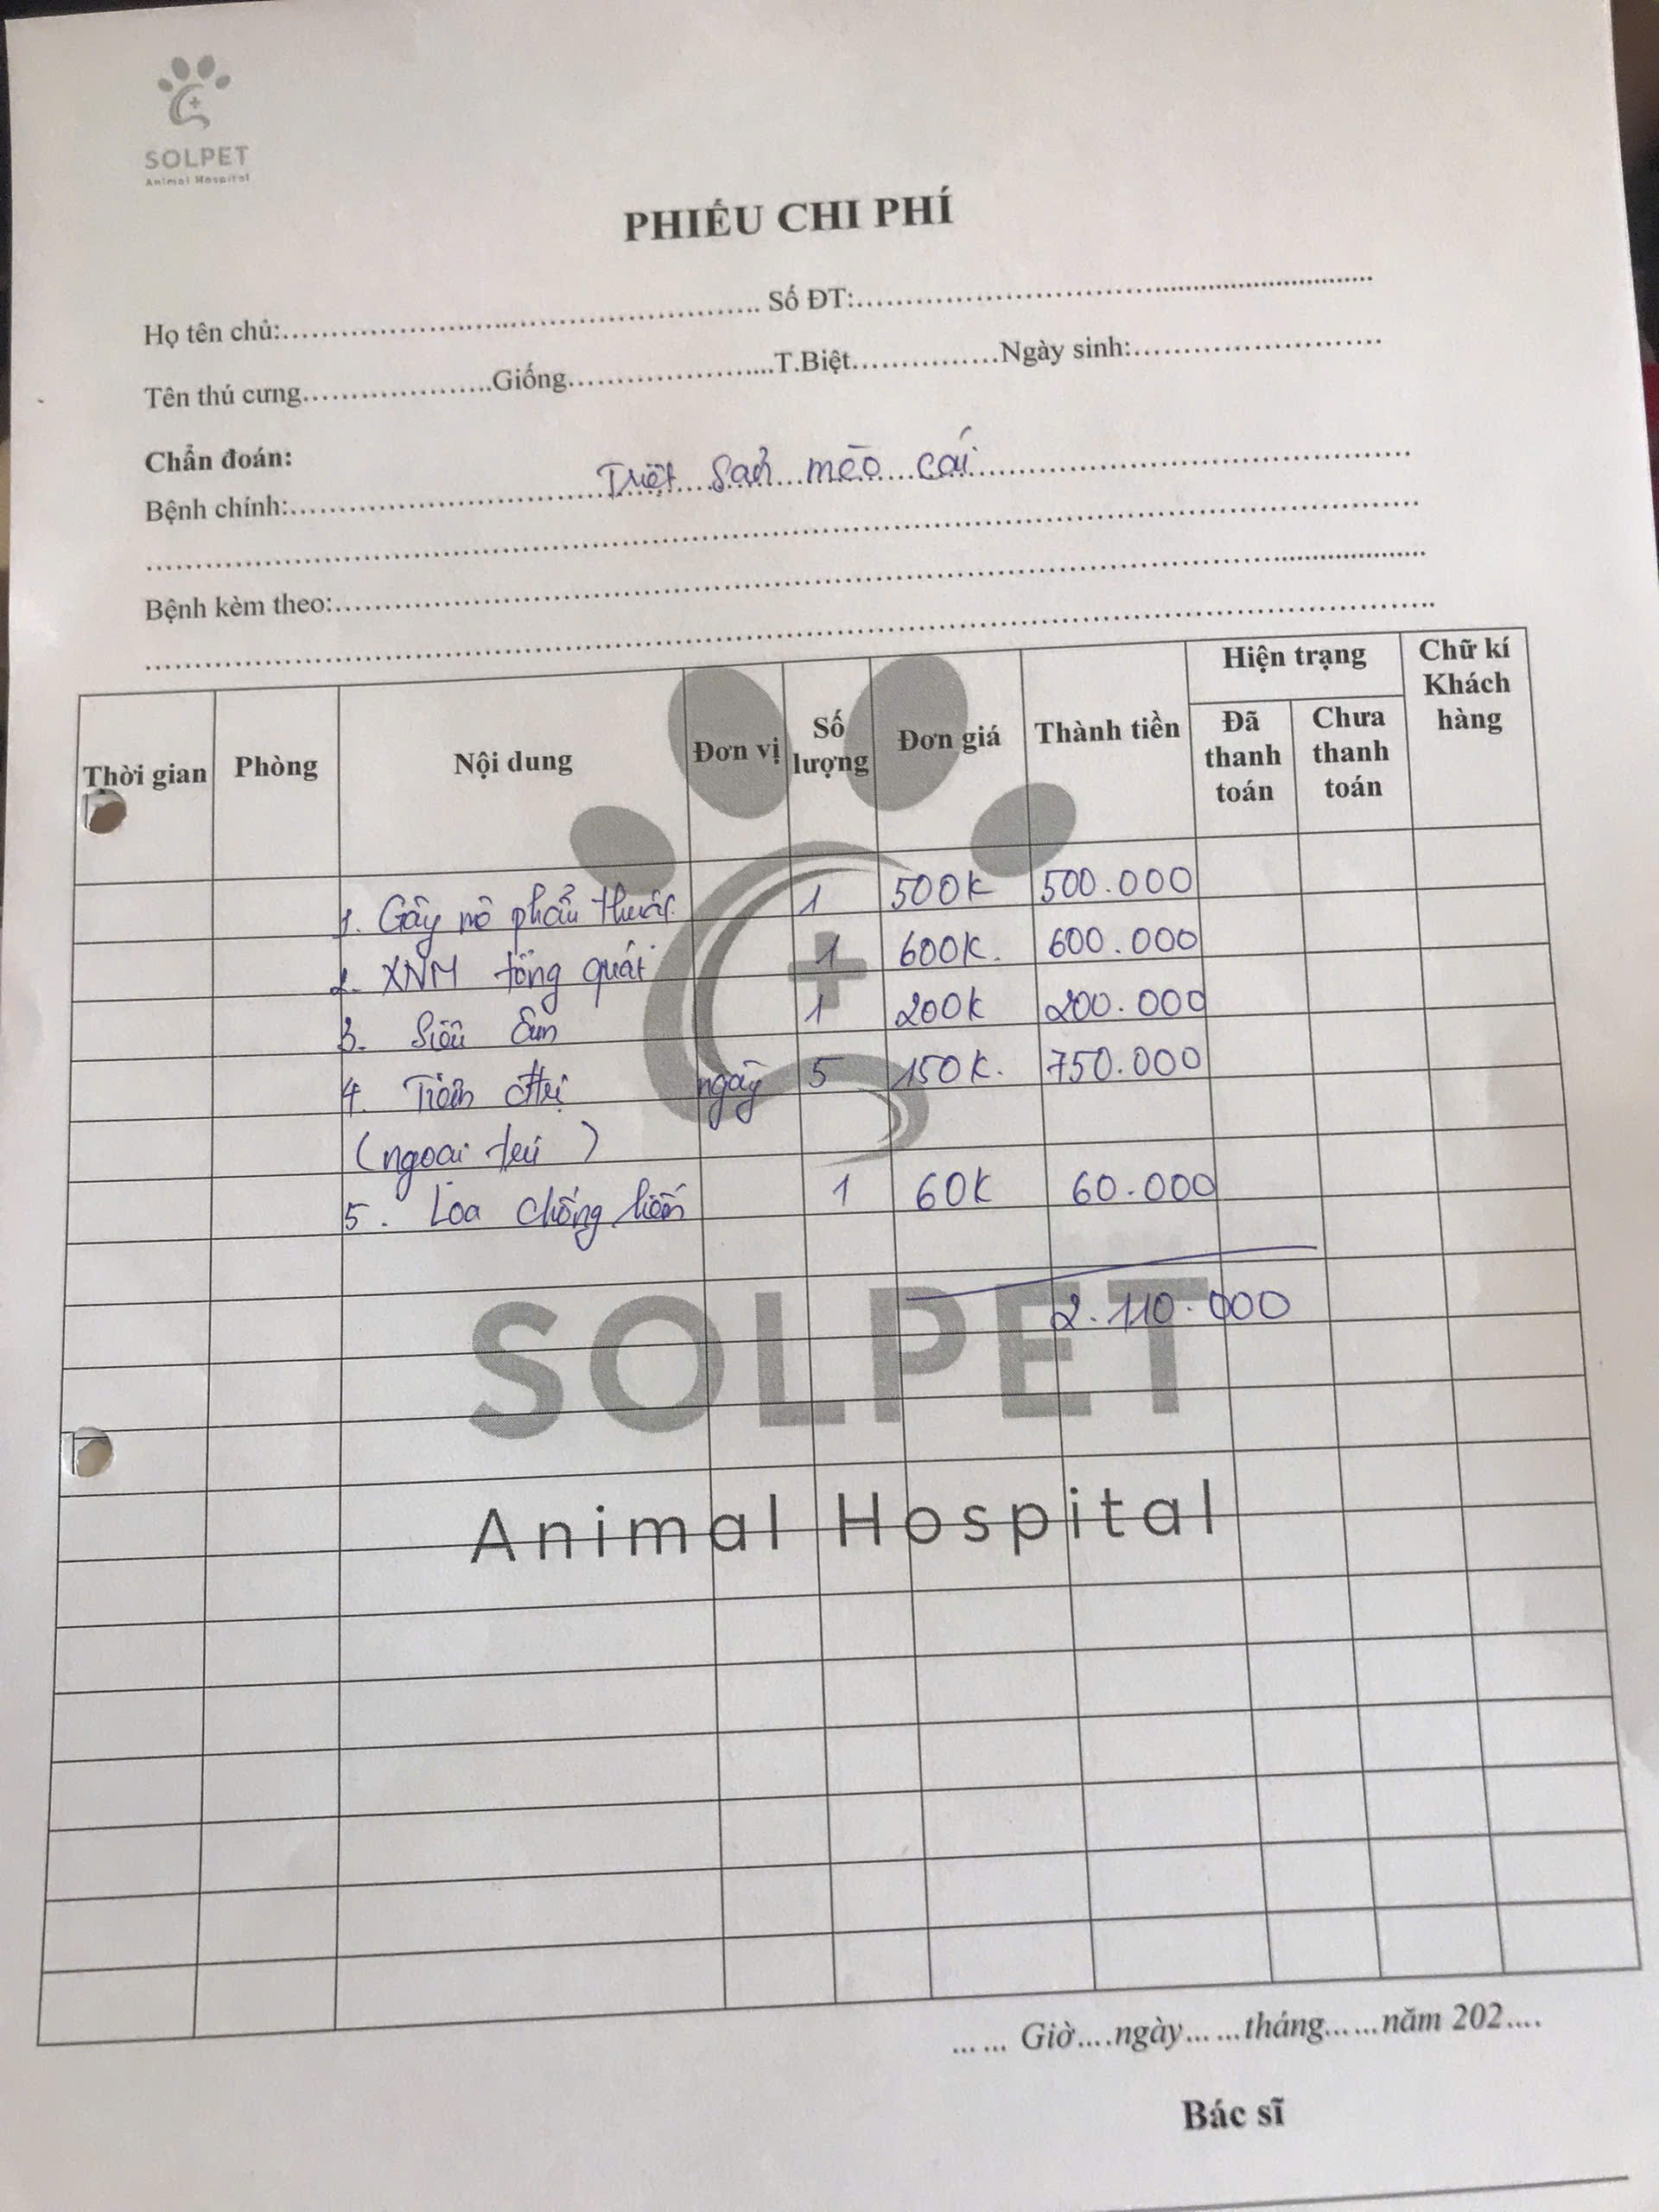 SOLPET
Animal Hospital
PHIẾU CHI PHÍ
Họ tên chủ:........................................................ Số ĐT:........................................................
Tên thú cưng......................Giống......................T.Biệt...............Ngày sinh:..........................
Chẩn đoán:
Bệnh chính:.................................Triệt sản mèo cái.................................................
..............................................................................................................
Bệnh kèm theo:................................................................................................
..............................................................................................................
Thời gian Phòng Nội dung Đơn vị Số lượng Đơn giá Thành tiền Hiện trạng Đã thanh toán Chưa thanh toán Chữ kí Khách hàng
1. Gây mê phẫu thuật 1 500K 500.000
2. XNM tổng quát 1 600K. 600.000
3. Siêu âm 1 200K 200.000
4. Tiêm đtrị ngày 5 150K. 750.000
(ngoại trú)
5. Loa chống liếm 1 60K 60.000
2.110.000
SOLPET
Animal Hospital
...... Giờ....ngày......tháng......năm 202....
Bác sĩ